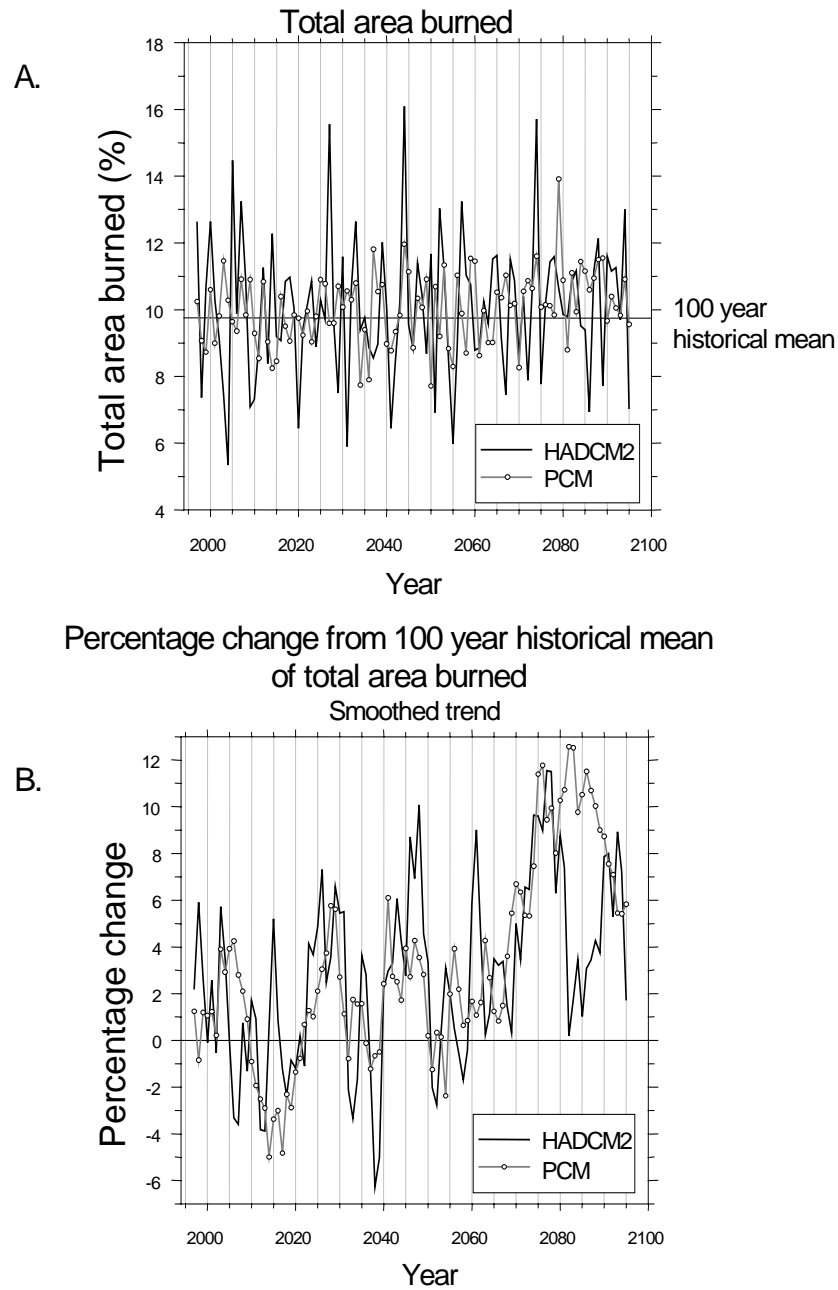 Total area burned
A.
18
16
14
12
10
8
6
4
Total area burned (%)
100 year
historical mean
HADCM2
PCM
2000 2020 2040 2060 2080 2100
Year
Percentage change from 100 year historical mean
of total area burned
Smoothed trend
B.
12
10
8
6
4
2
0
-2
-4
-6
Percentage change
HADCM2
PCM
2000 2020 2040 2060 2080 2100
Year